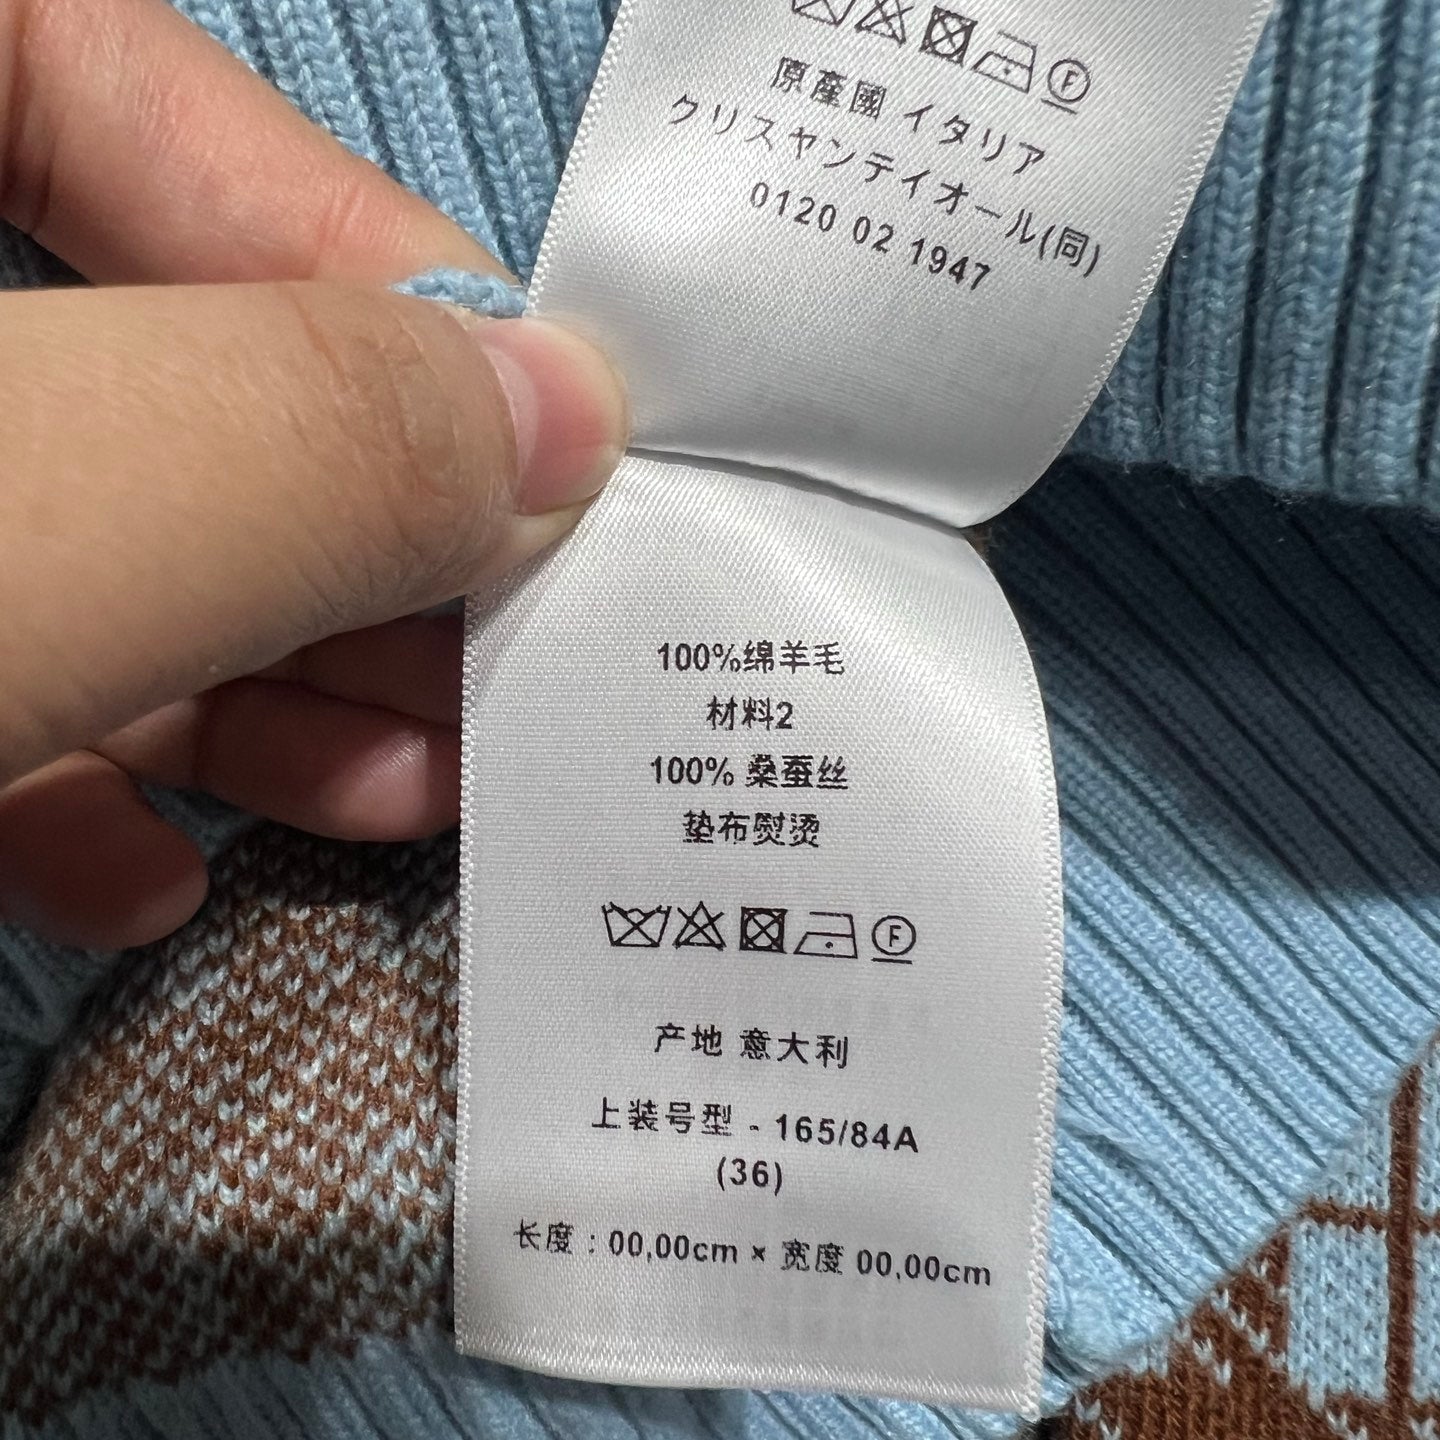 F
原產國 イタリア
クリスヤンテイオール(同)
0120 02 1947
100%绵羊毛
材料2
100% 桑蚕丝
垫布熨烫
F
产地 意大利
上装号型 - 165/84A
(36)
长度 : 00,00cm × 宽度 00,00cm